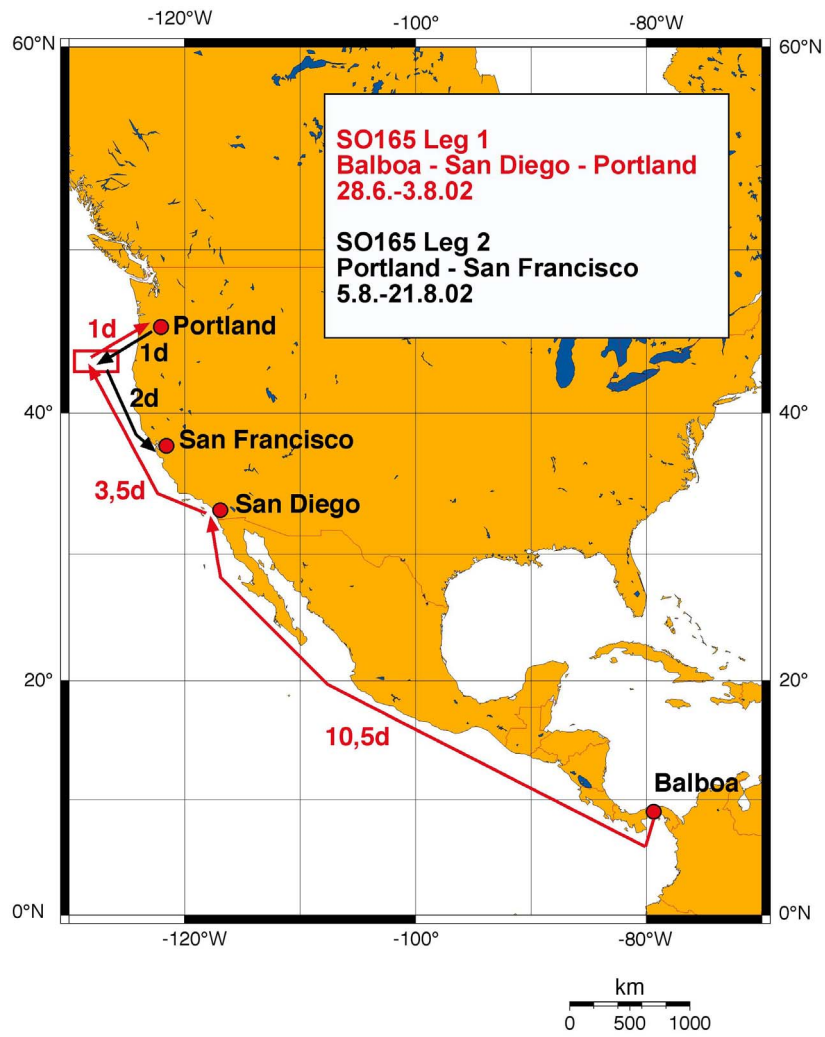 -120°W -100° -80°W
60°N 60°N
SO165 Leg 1
Balboa - San Diego - Portland
28.6.-3.8.02
SO165 Leg 2
Portland - San Francisco
5.8.-21.8.02
1d Portland
1d
2d
40° 40°
San Francisco
3,5d San Diego
20° 20°
10,5d
Balboa
0°N 0°N
-120°W -100° -80°W
km
0 500 1000